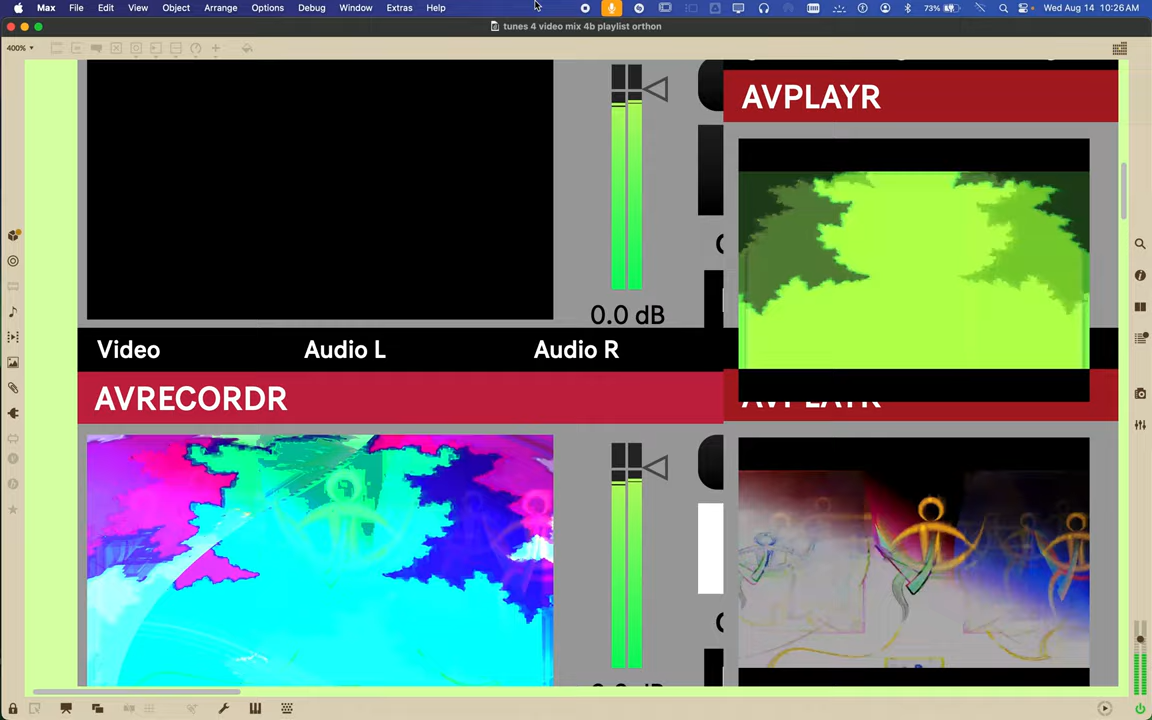 Max File Edit View Object Arrange Options Debug Window Extras Help
73% Wed Aug 14 10:26 AM
tunes 4 video mix 4b playlist orthon
400%
AVPLAYR
0.0 dB
Video Audio L Audio R
AVRECORDR
AVPLAYR